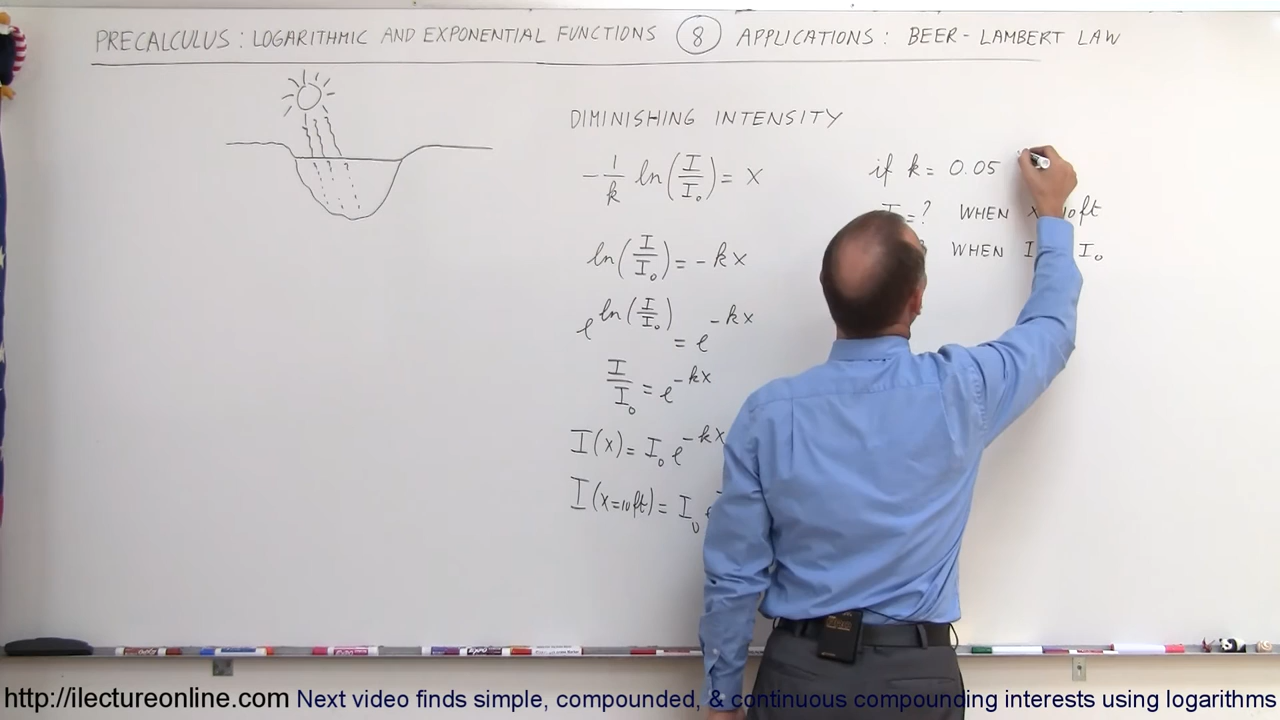 PRECALCULUS: LOGARITHMIC AND EXPONENTIAL FUNCTIONS 8 APPLICATIONS: BEER-LAMBERT LAW
DIMINISHING INTENSITY
-1/k ln(I/I₀) = x
ln(I/I₀) = -kx
e^ln(I/I₀) = e^-kx
I/I₀ = e^-kx
I(x) = I₀ e^-kx
I(x=10ft) = I₀
if k = 0.05
=? WHEN 10ft
WHEN I I₀
http://ilectureonline.com Next video finds simple, compounded, & continuous compounding interests using logarithms